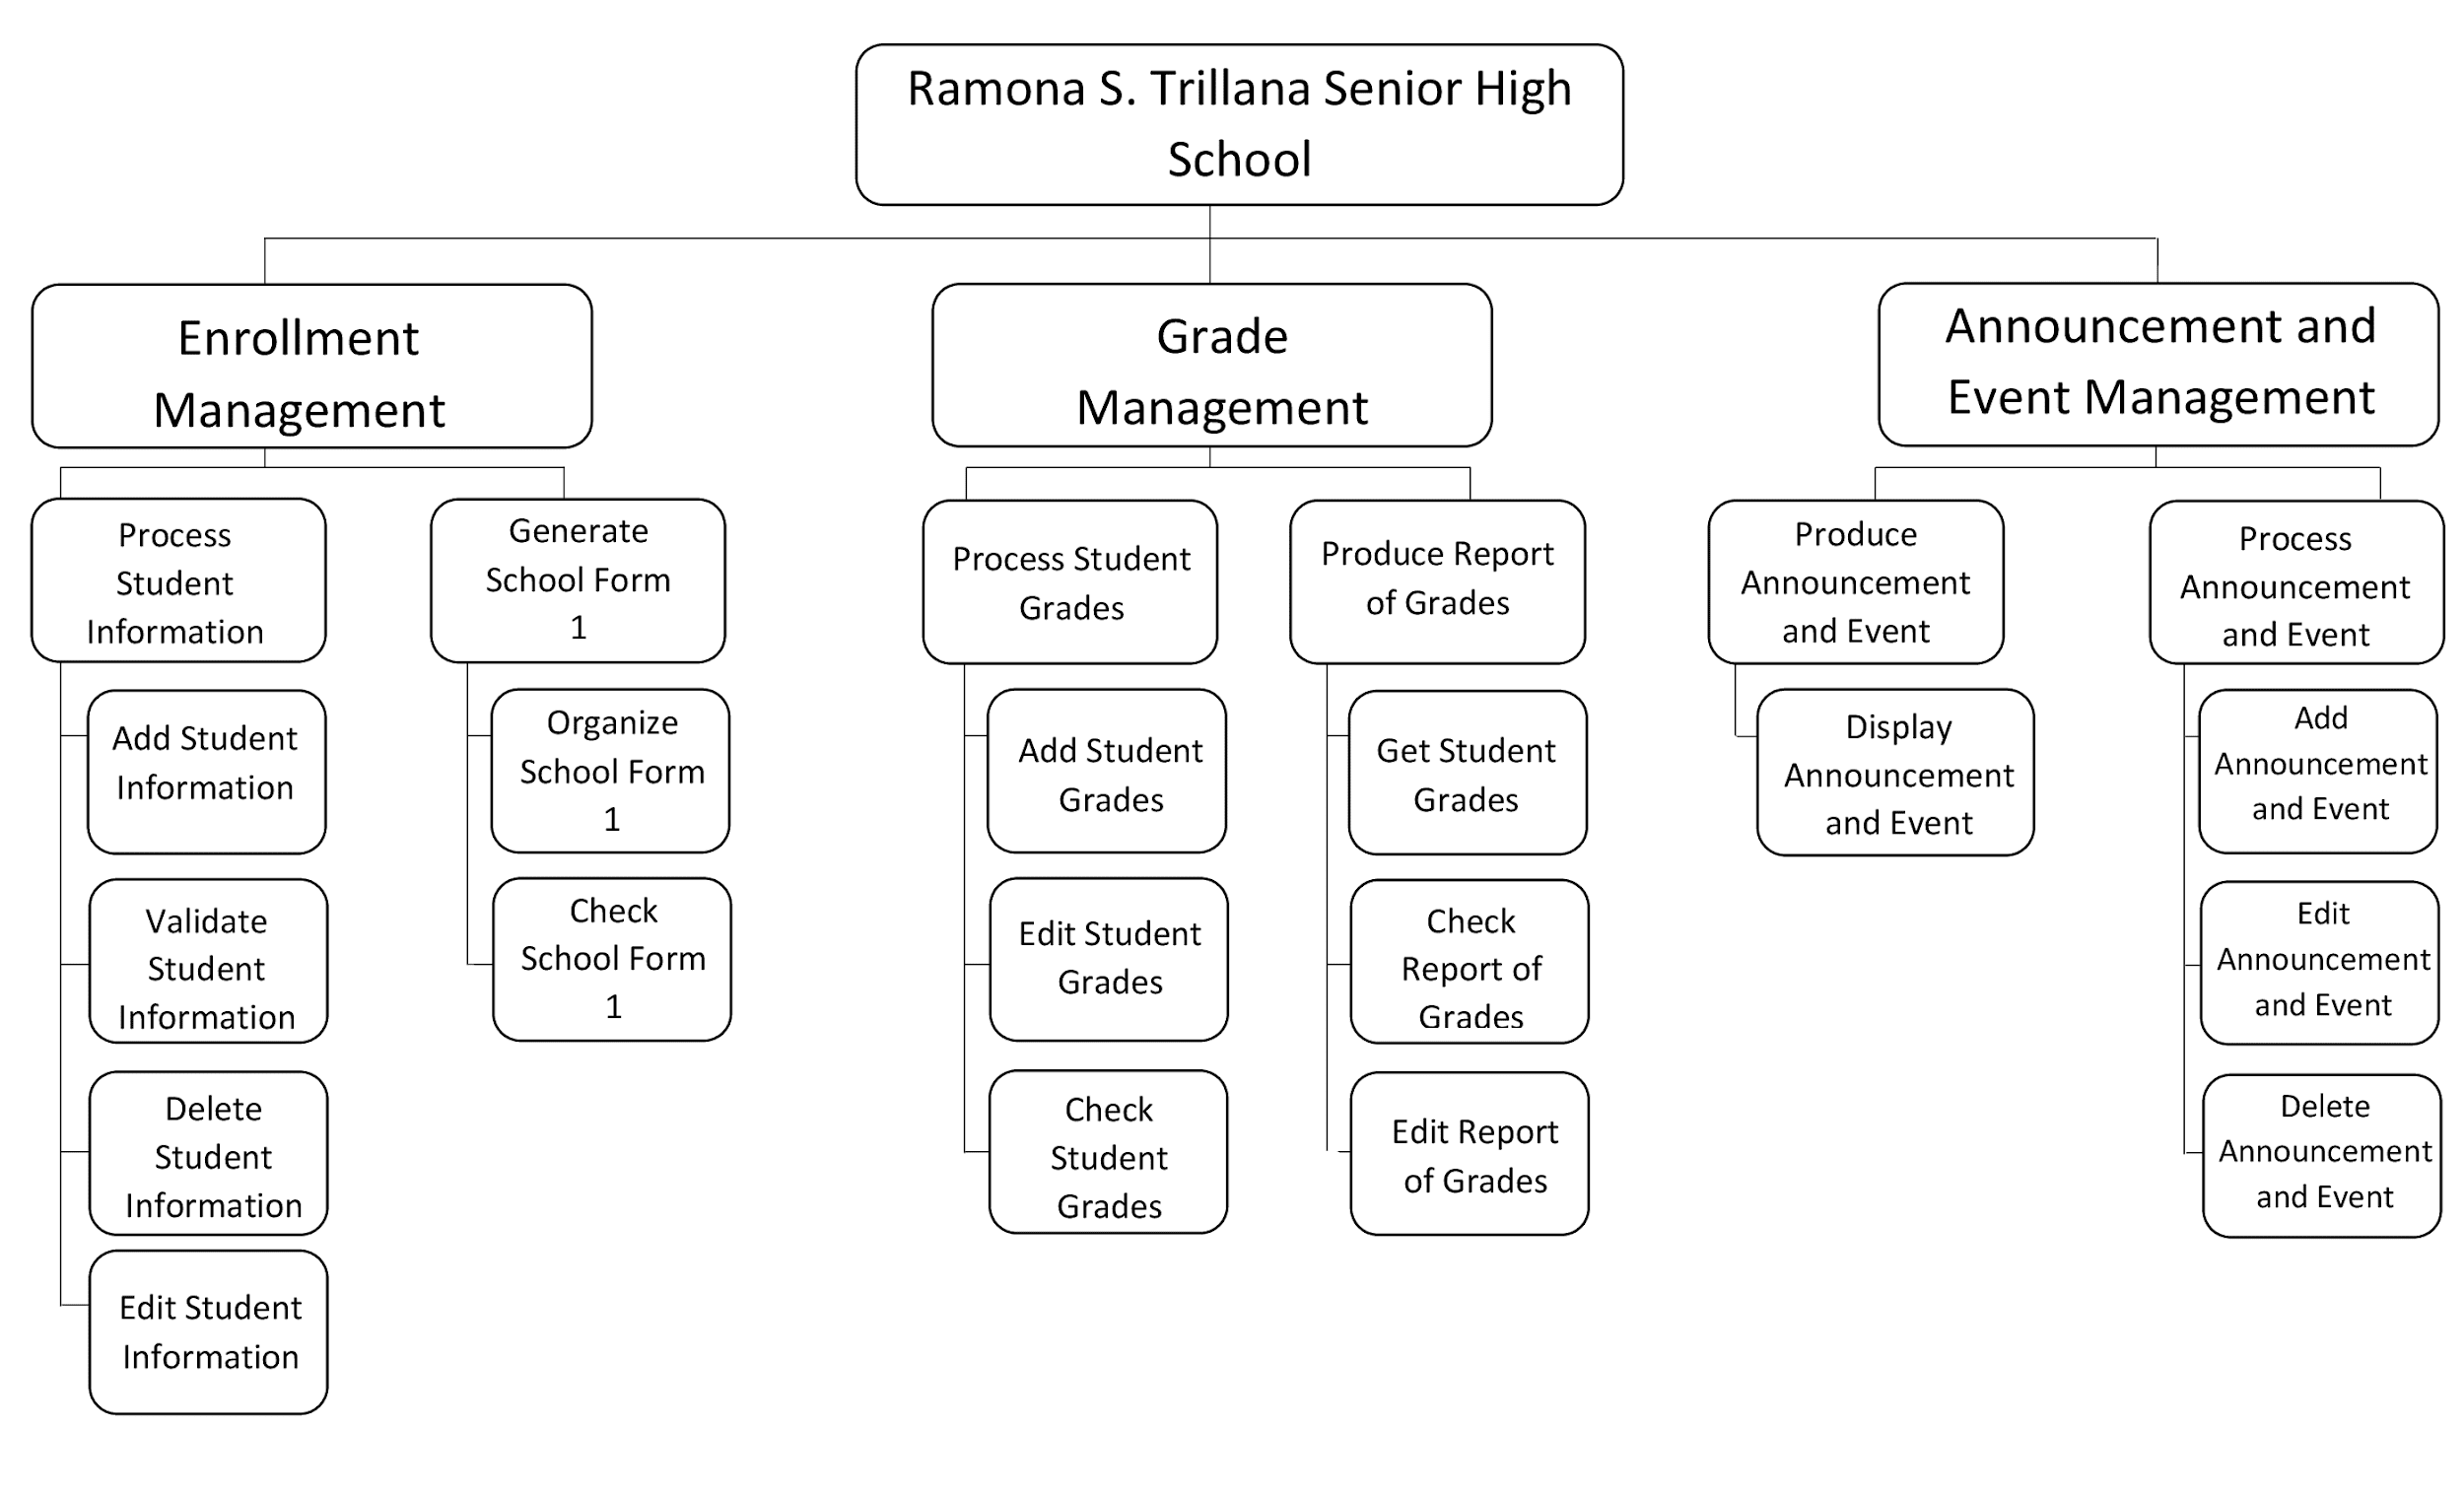 Ramona S. Trillana Senior High
School
Enrollment
Management
Grade
Management
Announcement and
Event Management
Process
Student
Information
Generate
School Form
1
Process Student
Grades
Produce Report
of Grades
Produce
Announcement
and Event
Process
Announcement
and Event
Add Student
Information
Organize
School Form
1
Add Student
Grades
Get Student
Grades
Display
Announcement
and Event
Add
Announcement
and Event
Validate
Student
Information
Check
School Form
1
Edit Student
Grades
Check
Report of
Grades
Edit
Announcement
and Event
Delete
Student
Information
Check
Student
Grades
Edit Report
of Grades
Delete
Announcement
and Event
Edit Student
Information